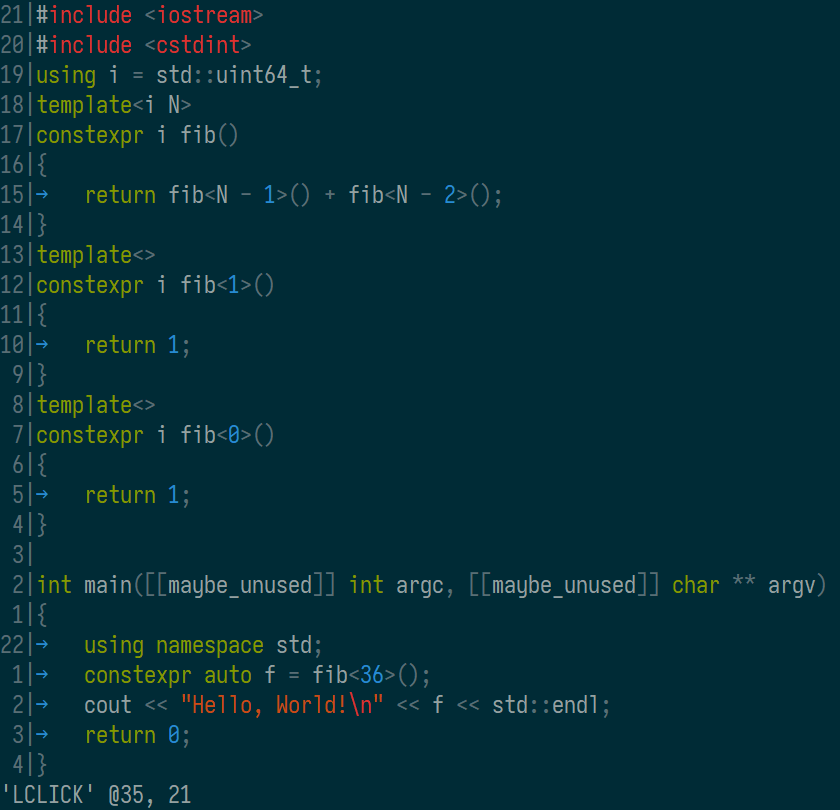 21|#include <iostream>
20|#include <cstdint>
19|using i = std::uint64_t;
18|template<i N>
17|constexpr i fib()
16|{
15|→   return fib<N - 1>() + fib<N - 2>();
14|}
13|template<>
12|constexpr i fib<1>()
11|{
10|→   return 1;
 9|}
 8|template<>
 7|constexpr i fib<0>()
 6|{
 5|→   return 1;
 4|}
 3|
 2|int main([[maybe_unused]] int argc, [[maybe_unused]] char ** argv)
 1|{
22|→   using namespace std;
 1|→   constexpr auto f = fib<36>();
 2|→   cout << "Hello, World!\n" << f << std::endl;
 3|→   return 0;
 4|}
'LCLICK' @35, 21